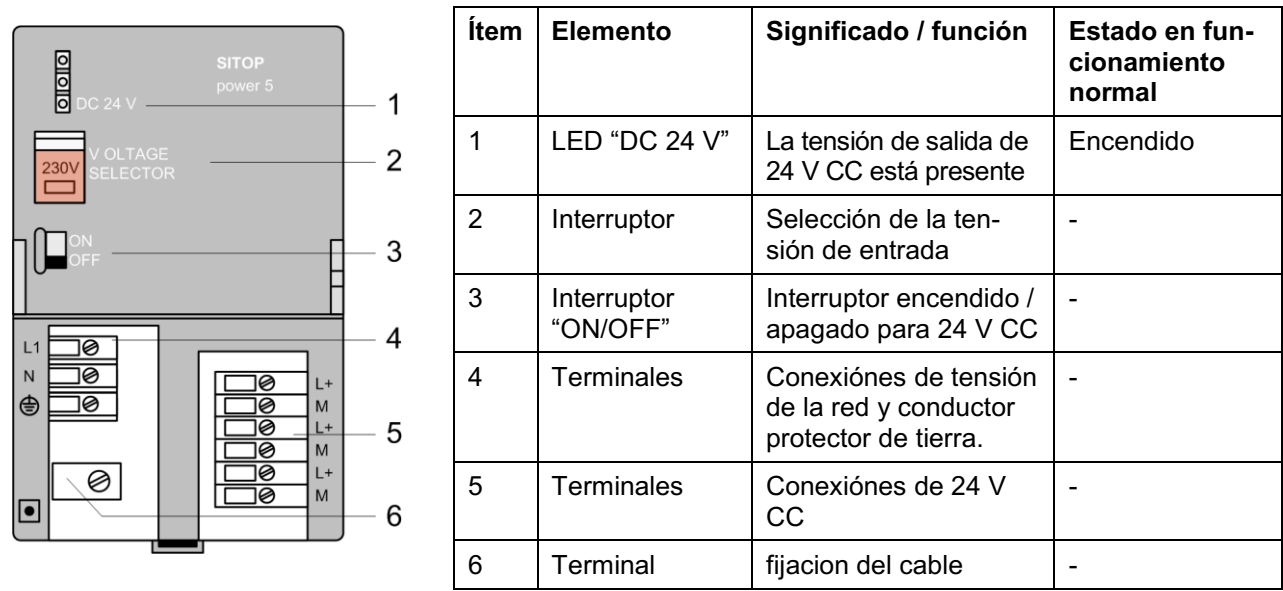 SITOP
power 5
DC 24 V
1
V OLTAGE
SELECTOR
230V
2
ON
OFF
3
4
L1
N
L+
M
L+
M
L+
M
5
6
Ítem Elemento Significado / función Estado en fun-
cionamiento
normal
1 LED “DC 24 V” La tensión de salida de Encendido
24 V CC está presente
2 Interruptor Selección de la ten- -
sión de entrada
3 Interruptor Interruptor encendido / -
“ON/OFF” apagado para 24 V CC
4 Terminales Conexiónes de tensión -
de la red y conductor
protector de tierra.
5 Terminales Conexiónes de 24 V -
CC
6 Terminal fijacion del cable -